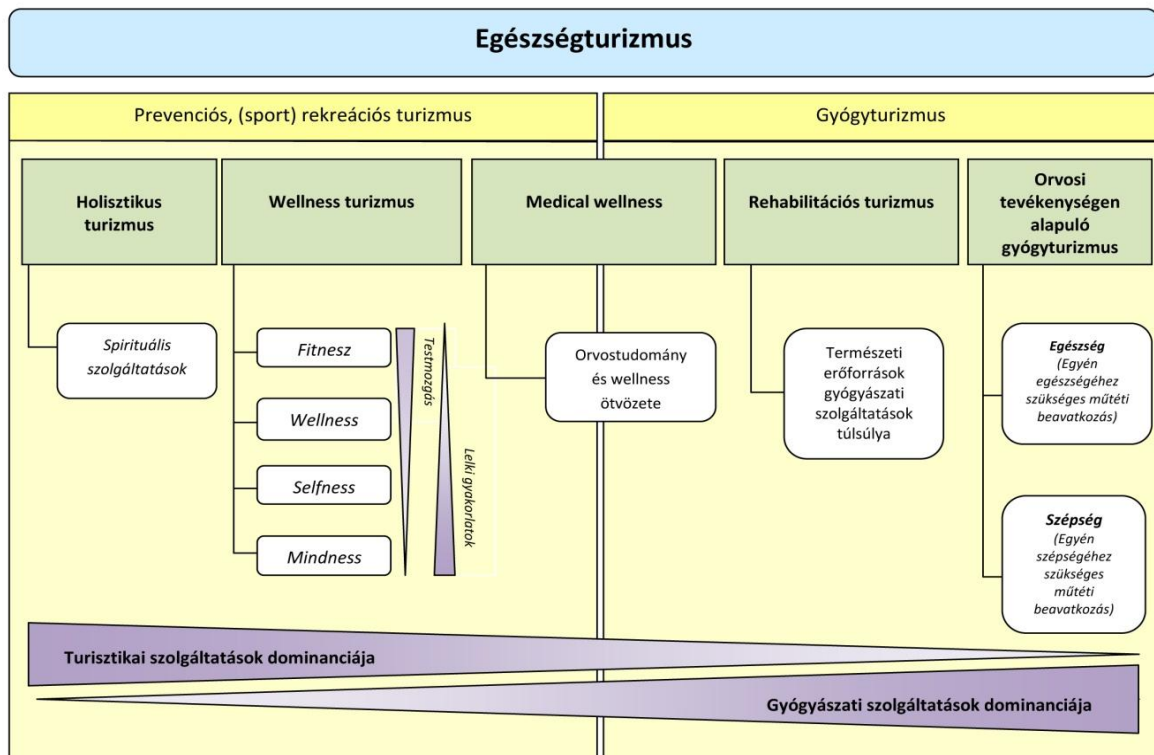 Egészségturizmus
Prevenciós, (sport) rekreációs turizmus
Gyógyturizmus
Holisztikus
turizmus
Wellness turizmus
Medical wellness
Rehabilitációs turizmus
Orvosi
tevékenységen
alapuló
gyógyturizmus
Spirituális
szolgáltatások
Fitnesz
Wellness
Selfness
Mindness
Testmozgás
Lelki gyakorlatok
Orvostudomány
és wellness
ötvözete
Természeti
erőforrások
gyógyászati
szolgáltatások
túlsúlya
Egészség
(Egyén
egészségéhez
szükséges műtéti
beavatkozás)
Szépség
(Egyén
szépségéhez
szükséges
műtéti
beavatkozás)
Turisztikai szolgáltatások dominanciája
Gyógyászati szolgáltatások dominanciája